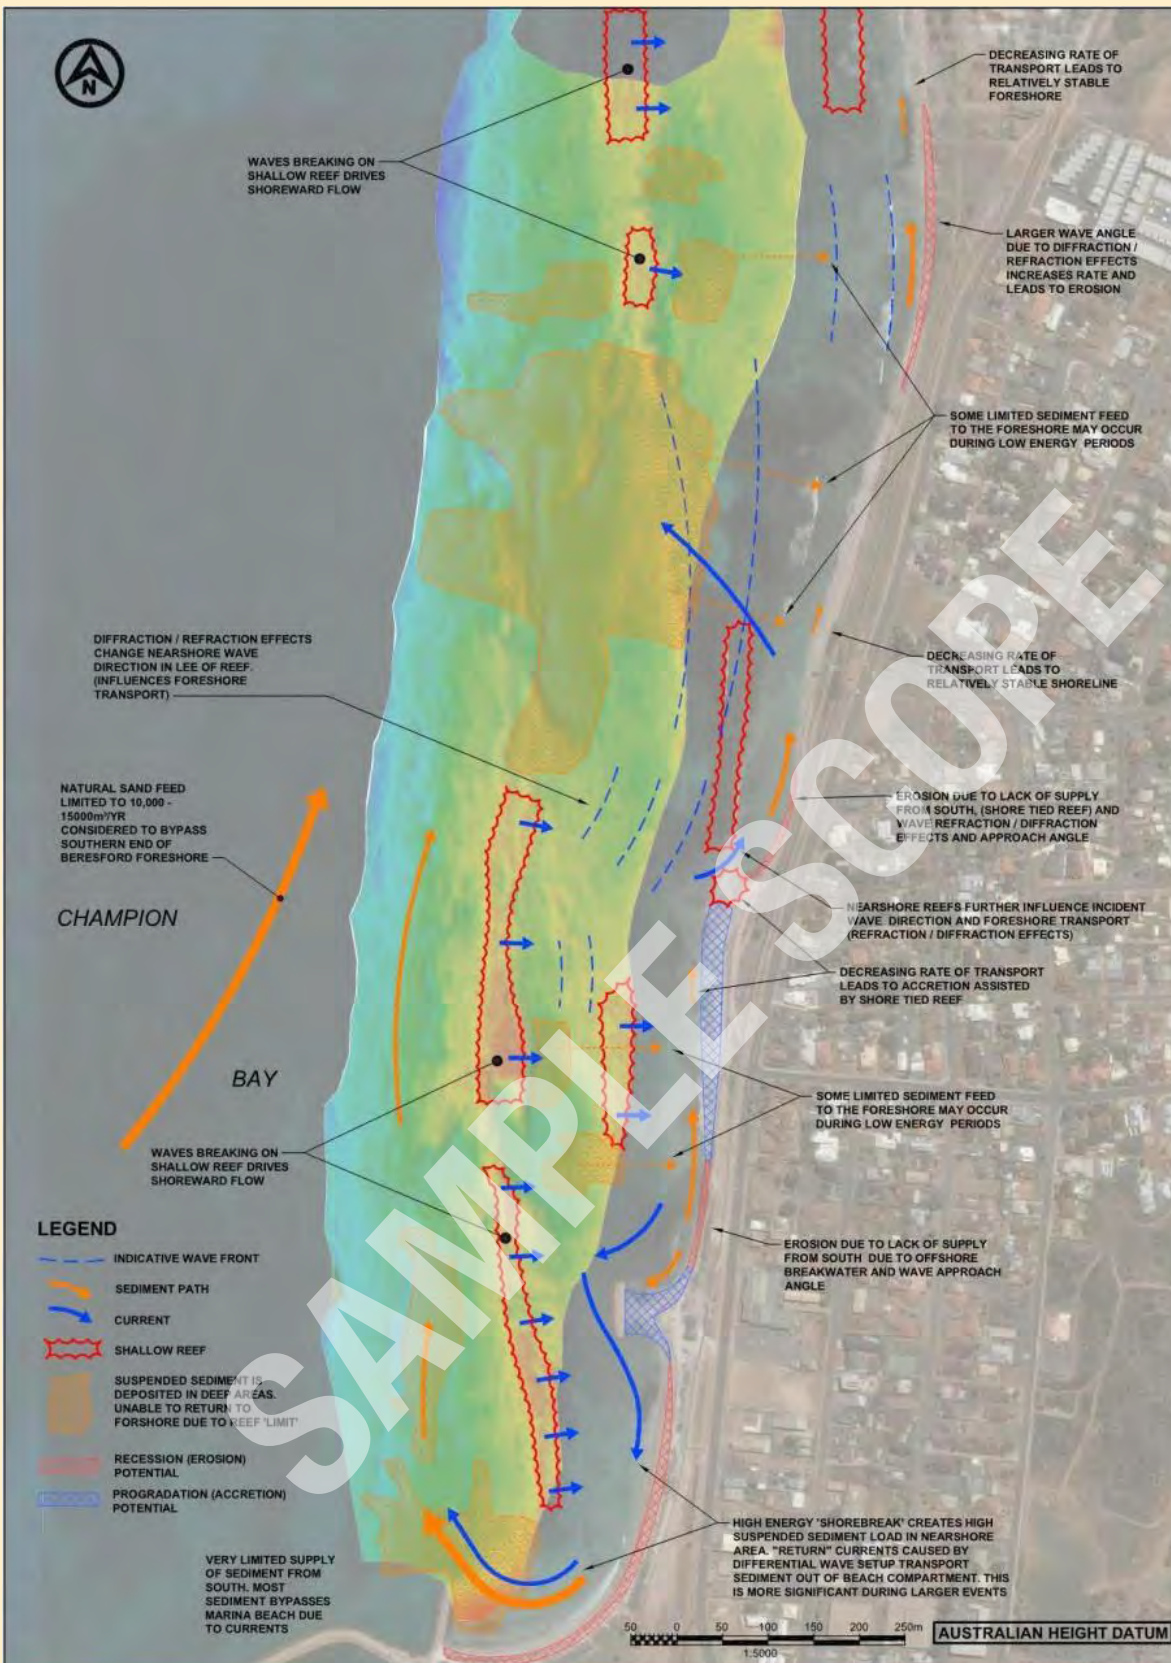 N
DECREASING RATE OF
TRANSPORT LEADS TO
RELATIVELY STABLE
FORESHORE
WAVES BREAKING ON
SHALLOW REEF DRIVES
SHOREWARD FLOW
LARGER WAVE ANGLE
DUE TO DIFFRACTION /
REFRACTION EFFECTS
INCREASES RATE AND
LEADS TO EROSION
SOME LIMITED SEDIMENT FEED
TO THE FORESHORE MAY OCCUR
DURING LOW ENERGY PERIODS
DIFFRACTION / REFRACTION EFFECTS
CHANGE NEARSHORE WAVE
DIRECTION IN LEE OF REEF.
(INFLUENCES FORESHORE
TRANSPORT)
DECREASING RATE OF
TRANSPORT LEADS TO
RELATIVELY STABLE SHORELINE
NATURAL SAND FEED
LIMITED TO 10,000 -
15000m³/YR
CONSIDERED TO BYPASS
SOUTHERN END OF
BERESFORD FORESHORE
EROSION DUE TO LACK OF SUPPLY
FROM SOUTH, (SHORE TIED REEF) AND
WAVE REFRACTION / DIFFRACTION
EFFECTS AND APPROACH ANGLE
CHAMPION
NEARSHORE REEFS FURTHER INFLUENCE INCIDENT
WAVE DIRECTION AND FORESHORE TRANSPORT
(REFRACTION / DIFFRACTION EFFECTS)
DECREASING RATE OF TRANSPORT
LEADS TO ACCRETION ASSISTED
BY SHORE TIED REEF
BAY
SOME LIMITED SEDIMENT FEED
TO THE FORESHORE MAY OCCUR
DURING LOW ENERGY PERIODS
WAVES BREAKING ON
SHALLOW REEF DRIVES
SHOREWARD FLOW
LEGEND
INDICATIVE WAVE FRONT
SEDIMENT PATH
CURRENT
SHALLOW REEF
SUSPENDED SEDIMENT IS
DEPOSITED IN DEEP AREAS.
UNABLE TO RETURN TO
FORSHORE DUE TO REEF 'LIMIT'
RECESSION (EROSION)
POTENTIAL
PROGRADATION (ACCRETION)
POTENTIAL
EROSION DUE TO LACK OF SUPPLY
FROM SOUTH DUE TO OFFSHORE
BREAKWATER AND WAVE APPROACH
ANGLE
HIGH ENERGY 'SHOREBREAK' CREATES HIGH
SUSPENDED SEDIMENT LOAD IN NEARSHORE
AREA. "RETURN" CURRENTS CAUSED BY
DIFFERENTIAL WAVE SETUP TRANSPORT
SEDIMENT OUT OF BEACH COMPARTMENT. THIS
IS MORE SIGNIFICANT DURING LARGER EVENTS
VERY LIMITED SUPPLY
OF SEDIMENT FROM
SOUTH. MOST
SEDIMENT BYPASSES
MARINA BEACH DUE
TO CURRENTS
50 0 50 100 150 200 250m
1:5000
AUSTRALIAN HEIGHT DATUM
SAMPLE SCOPE